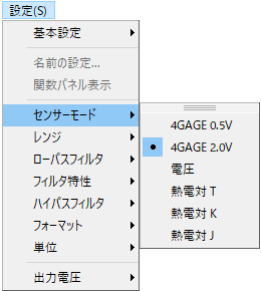 設定(S)
基本設定
名前の設定...
関数パネル表示
センサーモード
レンジ
ローパスフィルタ
フィルタ特性
ハイパスフィルタ
フォーマット
単位
出力電圧
4GAGE 0.5V
4GAGE 2.0V
電圧
熱電対 T
熱電対 K
熱電対 J